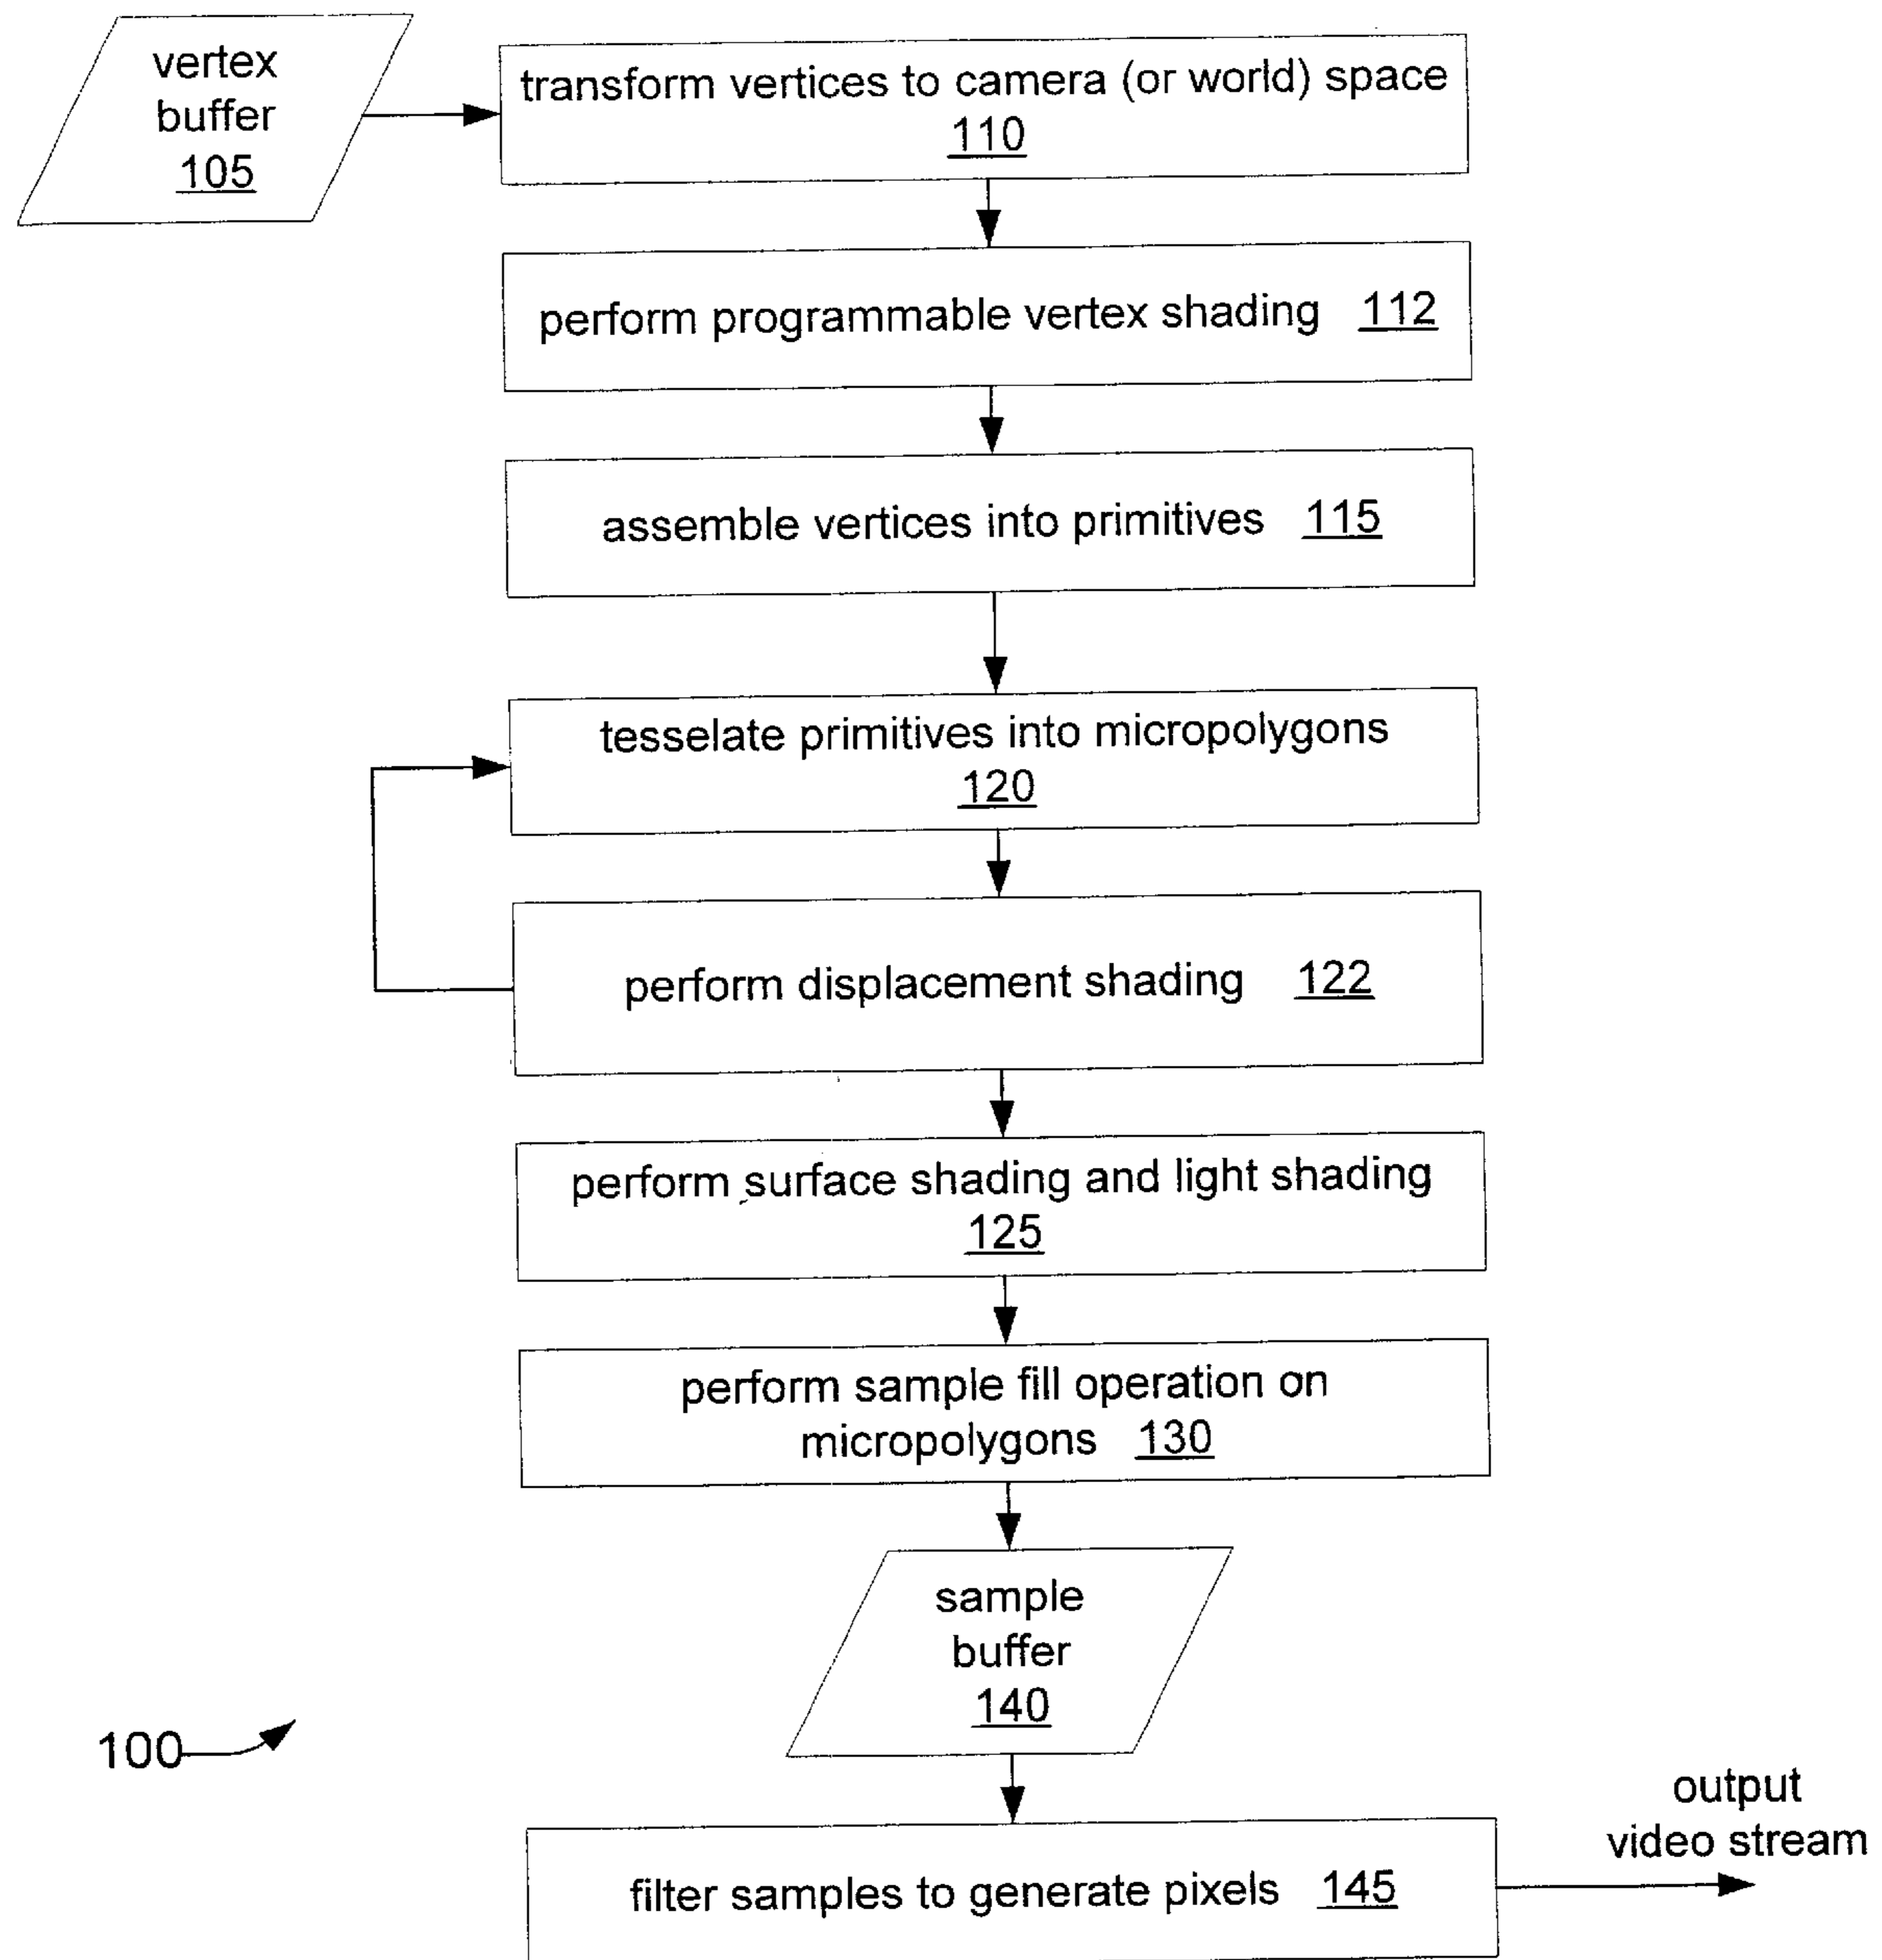 vertex
buffer
105
transform vertices to camera (or world) space
110
perform programmable vertex shading 112
assemble vertices into primitives 115
tesselate primitives into micropolygons
120
perform displacement shading 122
perform surface shading and light shading
125
perform sample fill operation on
micropolygons 130
sample
buffer
140
100
output
video stream
filter samples to generate pixels 145